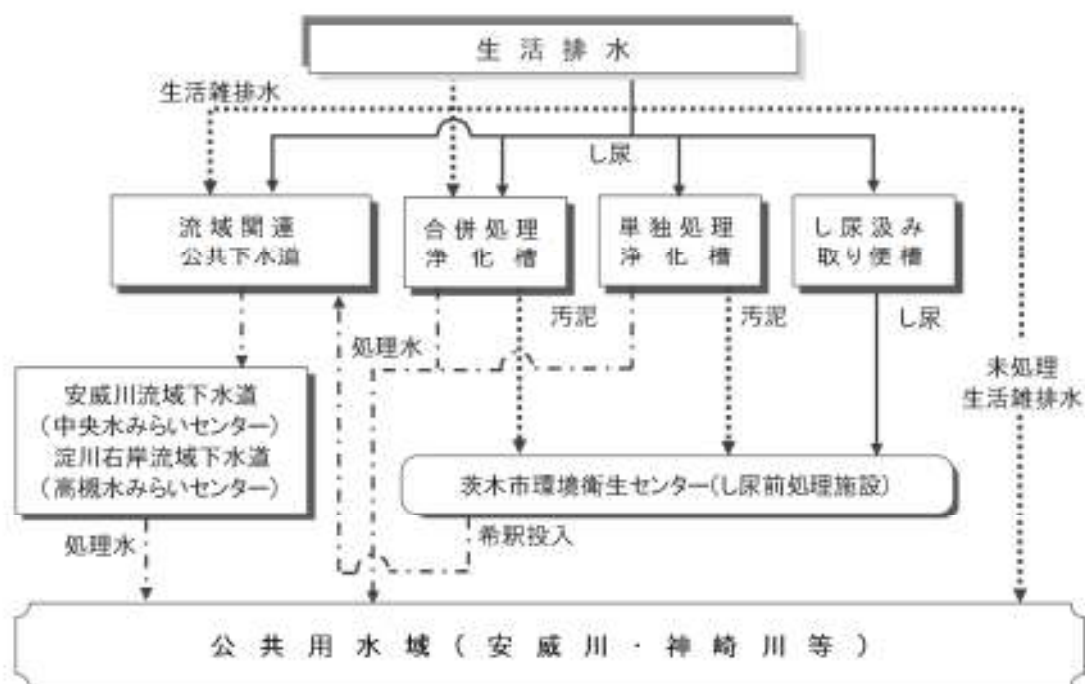 生活排水
生活雑排水
し尿
流域関連
公共下水道
合併処理
浄化槽
単独処理
浄化槽
し尿汲み
取り便槽
汚泥
汚泥
し尿
処理水
未処理
生活雑排水
安威川流域下水道
(中央水みらいセンター)
淀川右岸流域下水道
(高槻水みらいセンター)
茨木市環境衛生センター(し尿前処理施設)
希釈投入
処理水
公共用水域(安威川・神崎川等)